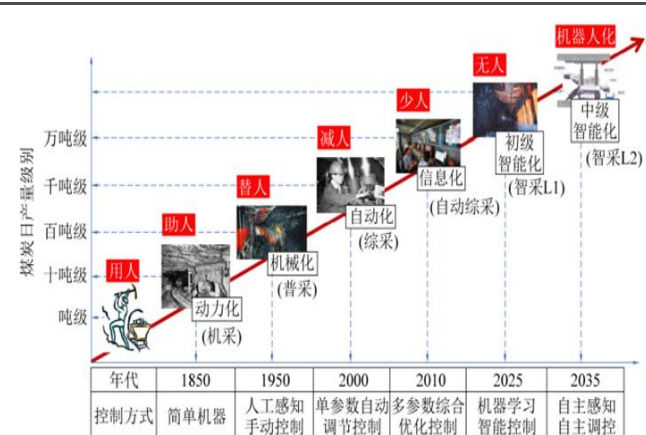 机器人化
无人
少人
减人
替人
助人
用人
中级
智能化
(智采L2)
初级
智能化
(智采L1)
信息化
(自动综采)
自动化
(综采)
机械化
(普采)
动力化
(机采)
煤炭日产量级别
万吨级
千吨级
百吨级
十吨级
吨级
年代 1850 1950 2000 2010 2025 2035
控制方式 简单机器 人工感知 单参数自动 多参数综合 机器学习 自主感知
手动控制 调节控制 优化控制 智能控制 自主调控